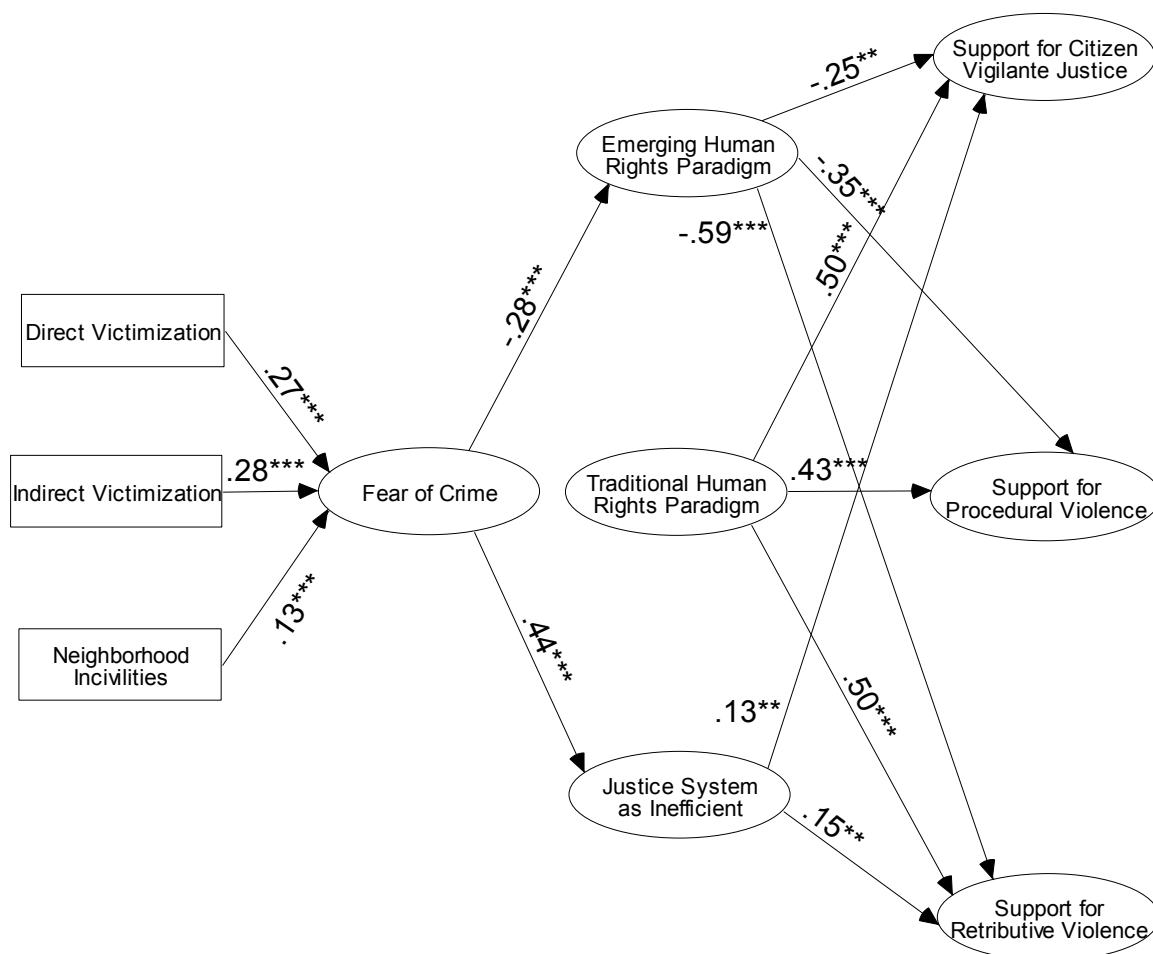 Support for Citizen
Vigilante Justice
-.25**
Emerging Human
Rights Paradigm
-.35***
-.59***
.50***
-.28***
Direct Victimization
.27***
Indirect Victimization
.28***
Fear of Crime
Traditional Human
Rights Paradigm
.43***
Support for
Procedural Violence
.13***
Neighborhood
Incivilities
.44***
.50***
.13**
Justice System
as Inefficient
.15**
Support for
Retributive Violence